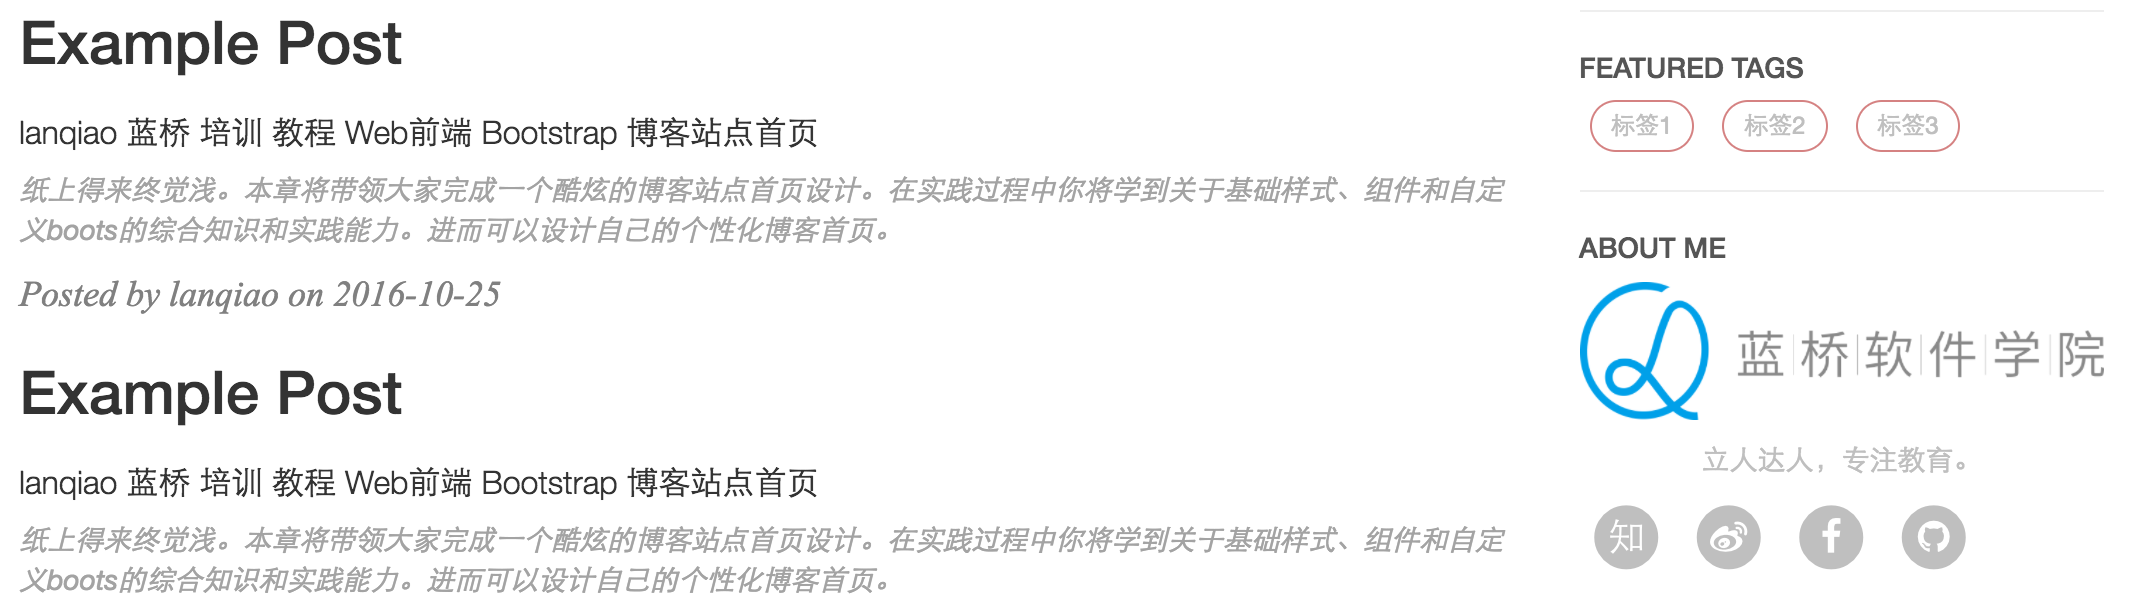 Example Post
lanqiao 蓝桥 培训 教程 Web前端 Bootstrap 博客站点首页
纸上得来终觉浅。本章将带领大家完成一个酷炫的博客站点首页设计。在实践过程中你将学到关于基础样式、组件和自定
义boots的综合知识和实践能力。进而可以设计自己的个性化博客首页。
Posted by lanqiao on 2016-10-25
Example Post
lanqiao 蓝桥 培训 教程 Web前端 Bootstrap 博客站点首页
纸上得来终觉浅。本章将带领大家完成一个酷炫的博客站点首页设计。在实践过程中你将学到关于基础样式、组件和自定
义boots的综合知识和实践能力。进而可以设计自己的个性化博客首页。
FEATURED TAGS
标签1 标签2 标签3
ABOUT ME
蓝桥软件学院
立人达人，专注教育。
知